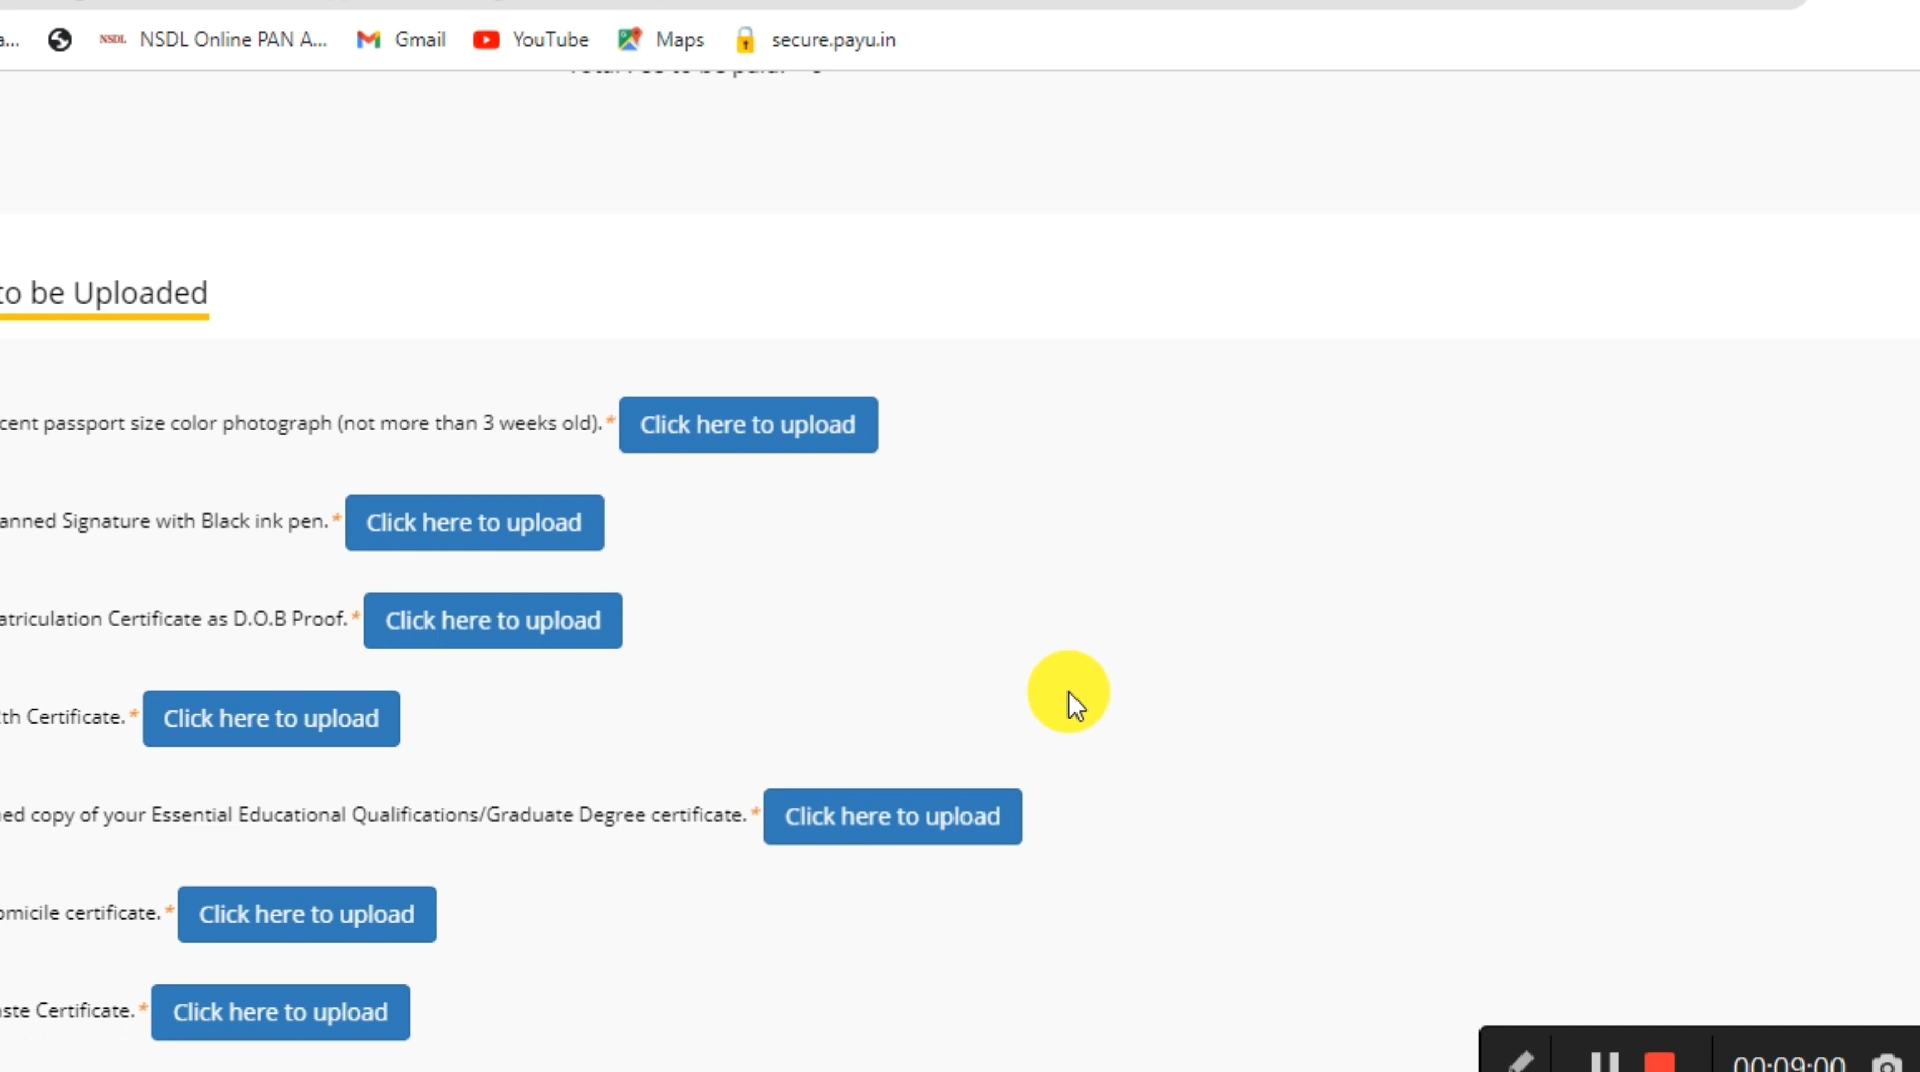 a...
NSDL
NSDL Online PAN A...
Gmail
YouTube
Maps
secure.payu.in
to be Uploaded
cent passport size color photograph (not more than 3 weeks old).* Click here to upload
anned Signature with Black ink pen.* Click here to upload
atriculation Certificate as D.O.B Proof.* Click here to upload
th Certificate.* Click here to upload
ed copy of your Essential Educational Qualifications/Graduate Degree certificate.* Click here to upload
omicile certificate.* Click here to upload
ste Certificate.* Click here to upload
00:09:00